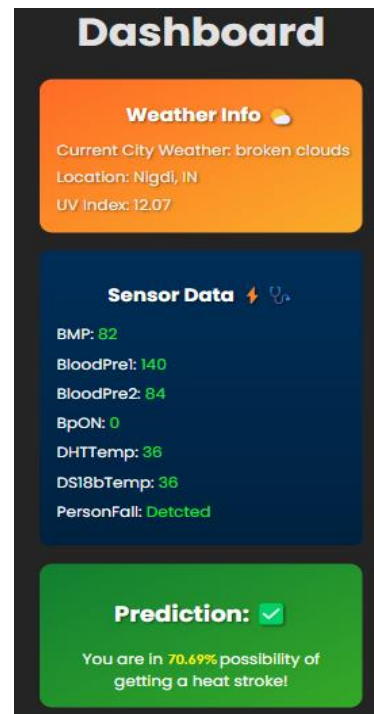 Dashboard
Weather Info
Current City Weather: broken clouds
Location: Nigdi, IN
UV Index: 12.07
Sensor Data
BMP: 82
BloodPre1: 140
BloodPre2: 84
BpON: 0
DHTTemp: 36
DS18bTemp: 36
PersonFall: Detcted
Prediction:
You are in 70.69% possibility of
getting a heat stroke!